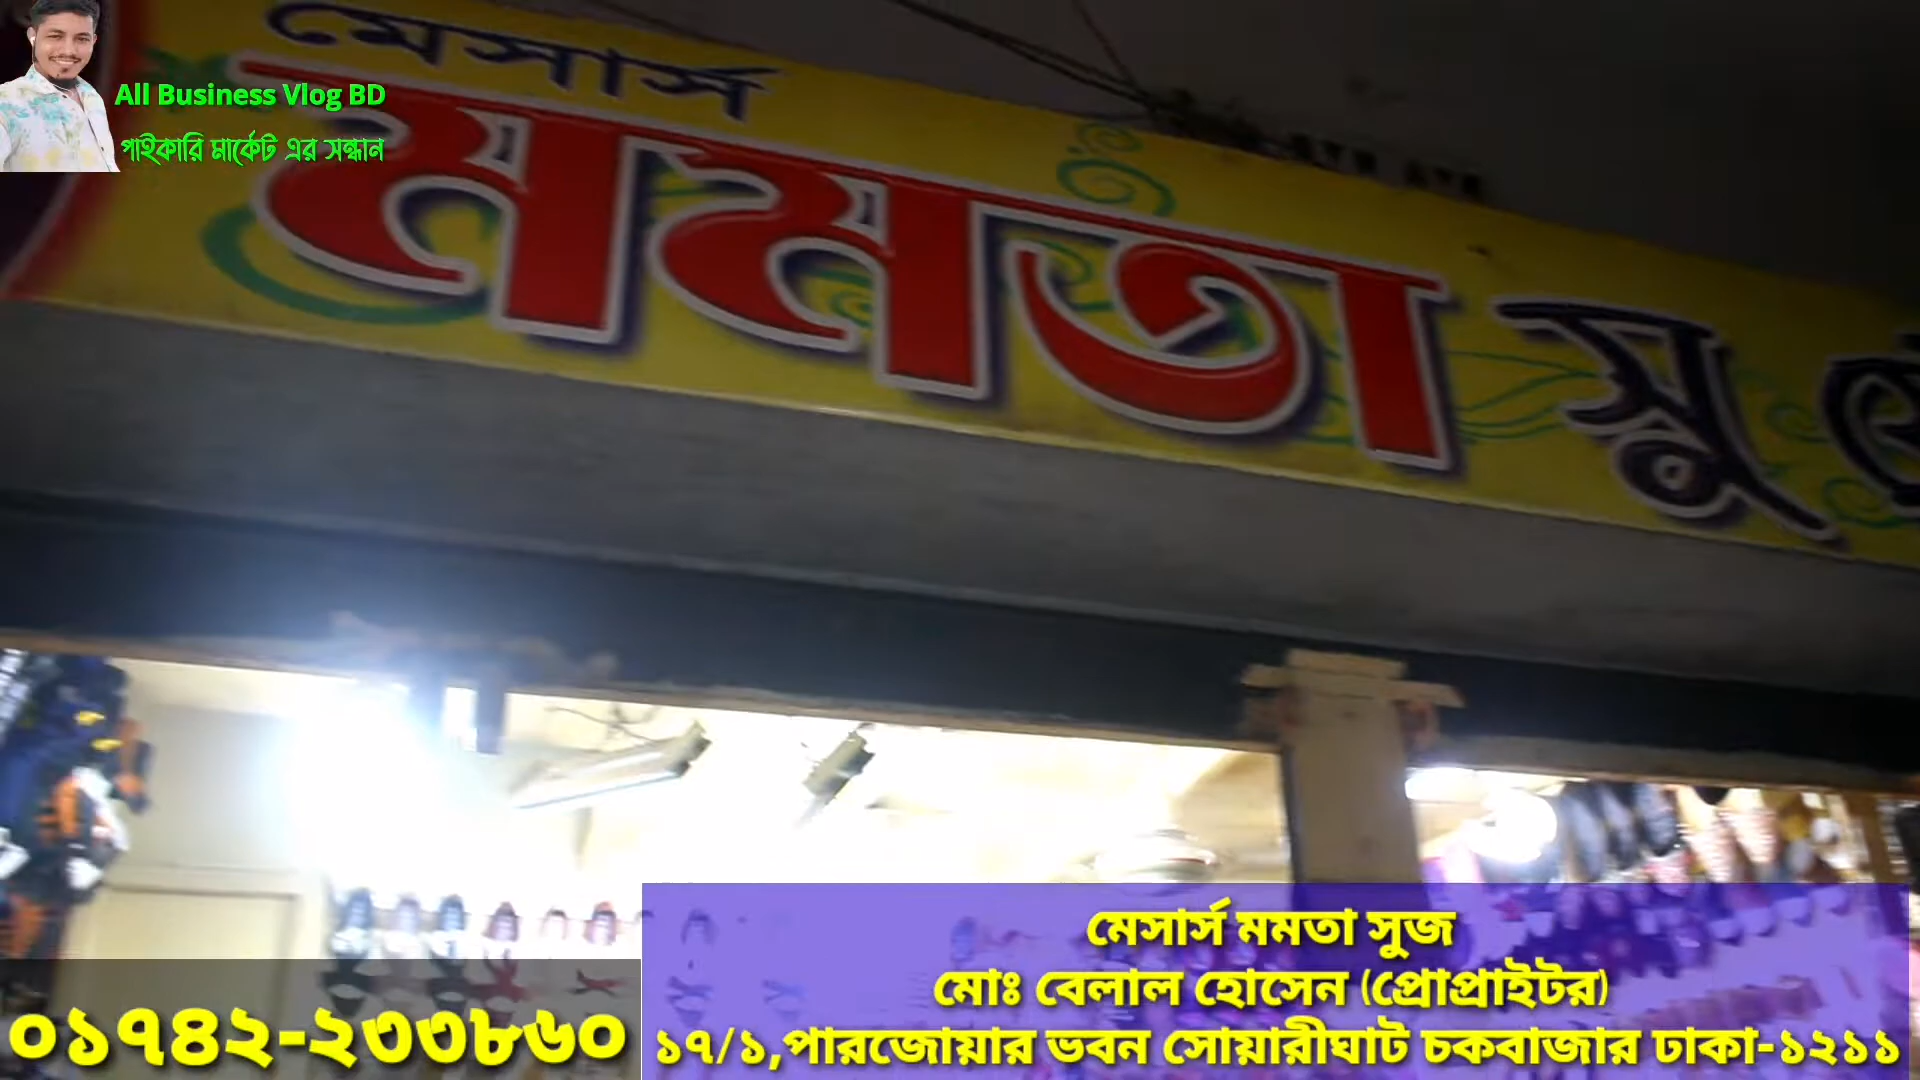 All Business Vlog BD
পাইকারি মার্কেট এর সন্ধান
মেসার্স
মমতা সু
মেসার্স মমতা সুজ
মোঃ বেলাল হোসেন (প্রোপ্রাইটর)
০১৭৪২-২৩৩৮৬০
১৭/১,পারজোয়ার ভবন সোয়ারীঘাট চকবাজার ঢাকা-১২১১